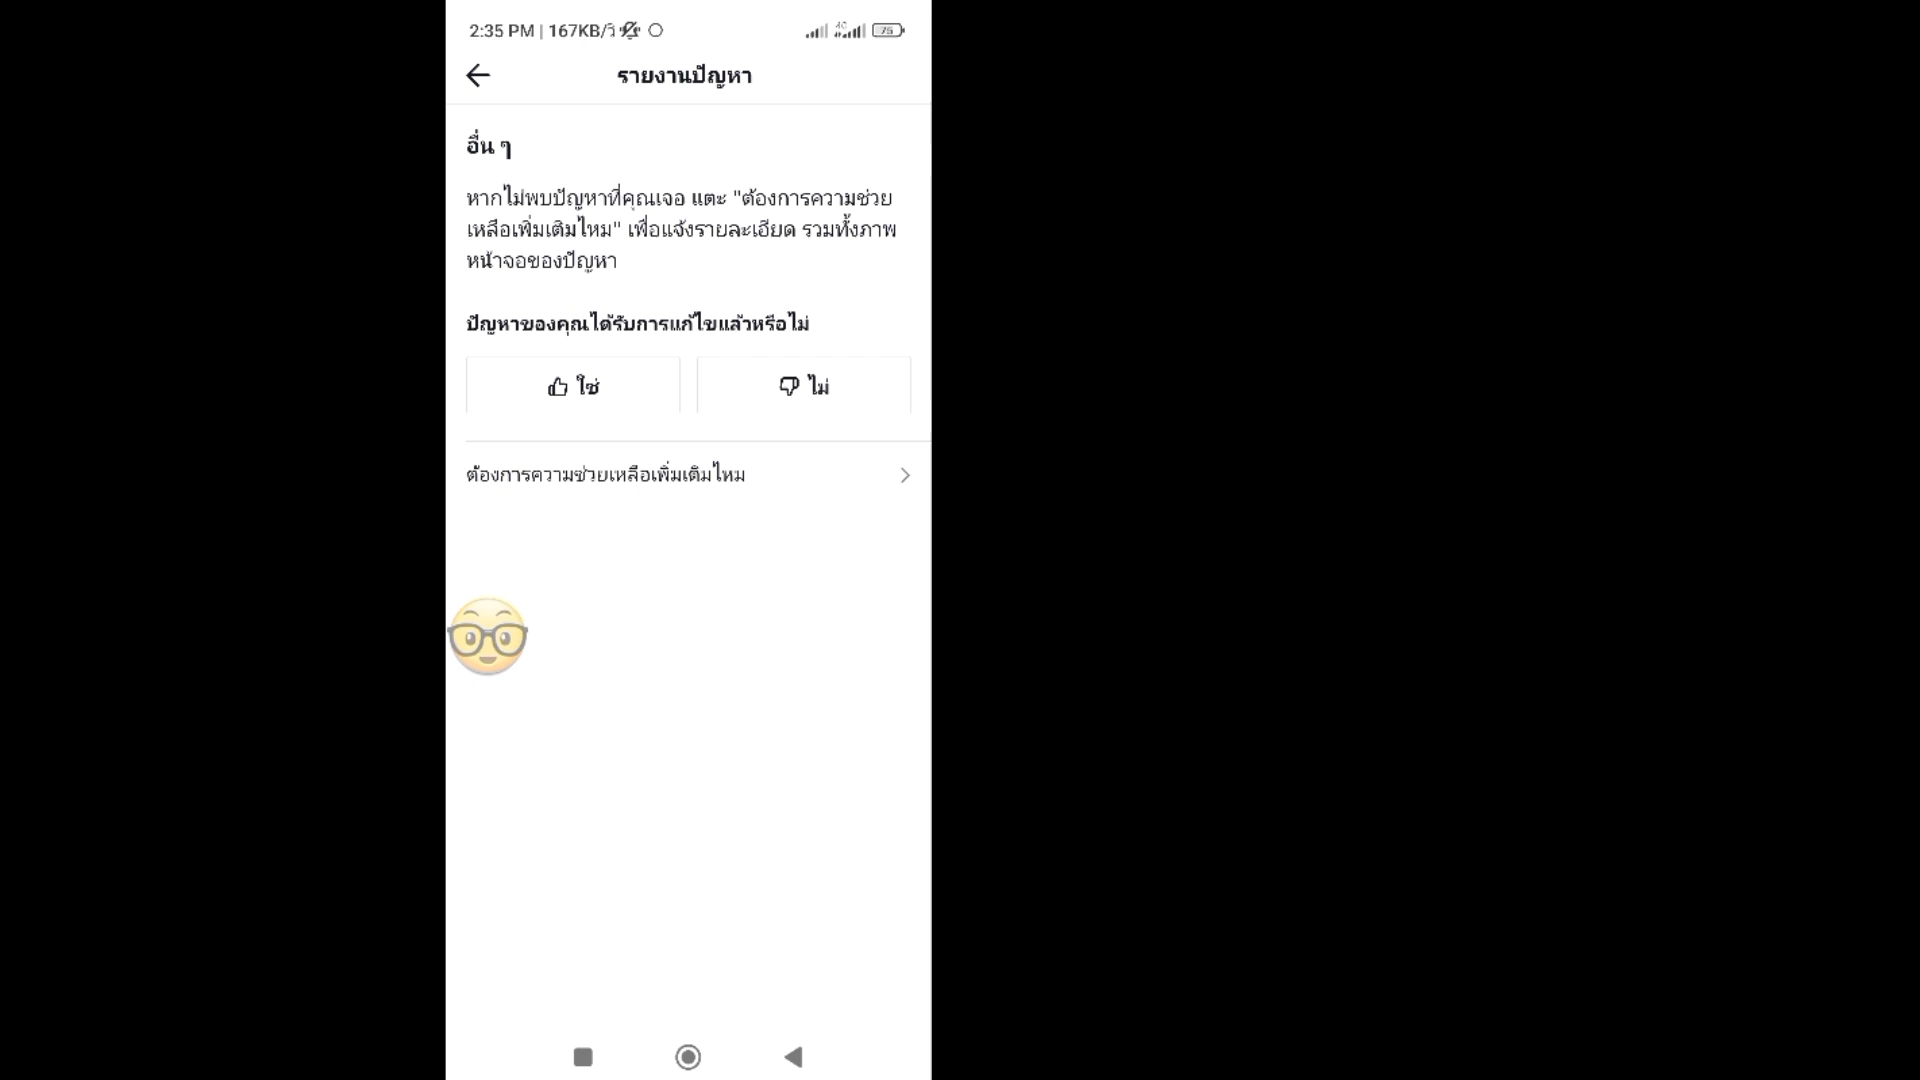 2:35 PM | 167KB/วิ
4G
75
รายงานปัญหา
อื่น ๆ
หากไม่พบปัญหาที่คุณเจอ แตะ "ต้องการความช่วย
เหลือเพิ่มเติมไหม" เพื่อแจ้งรายละเอียด รวมทั้งภาพ
หน้าจอของปัญหา
ปัญหาของคุณได้รับการแก้ไขแล้วหรือไม่
ใช่
ไม่
ต้องการความช่วยเหลือเพิ่มเติมไหม